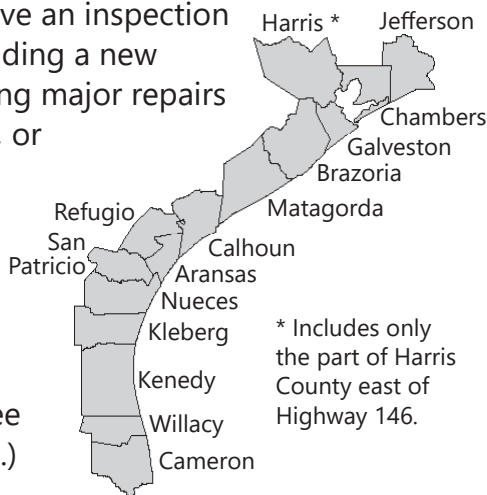 ve an inspection
ding a new
ng major repairs
or
ee
.)
Harris *
Jefferson
Chambers
Galveston
Brazoria
Matagorda
Refugio
San
Patricio
Calhoun
Aransas
Nueces
Kleberg
Kenedy
Willacy
Cameron
* Includes only
the part of Harris
County east of
Highway 146.